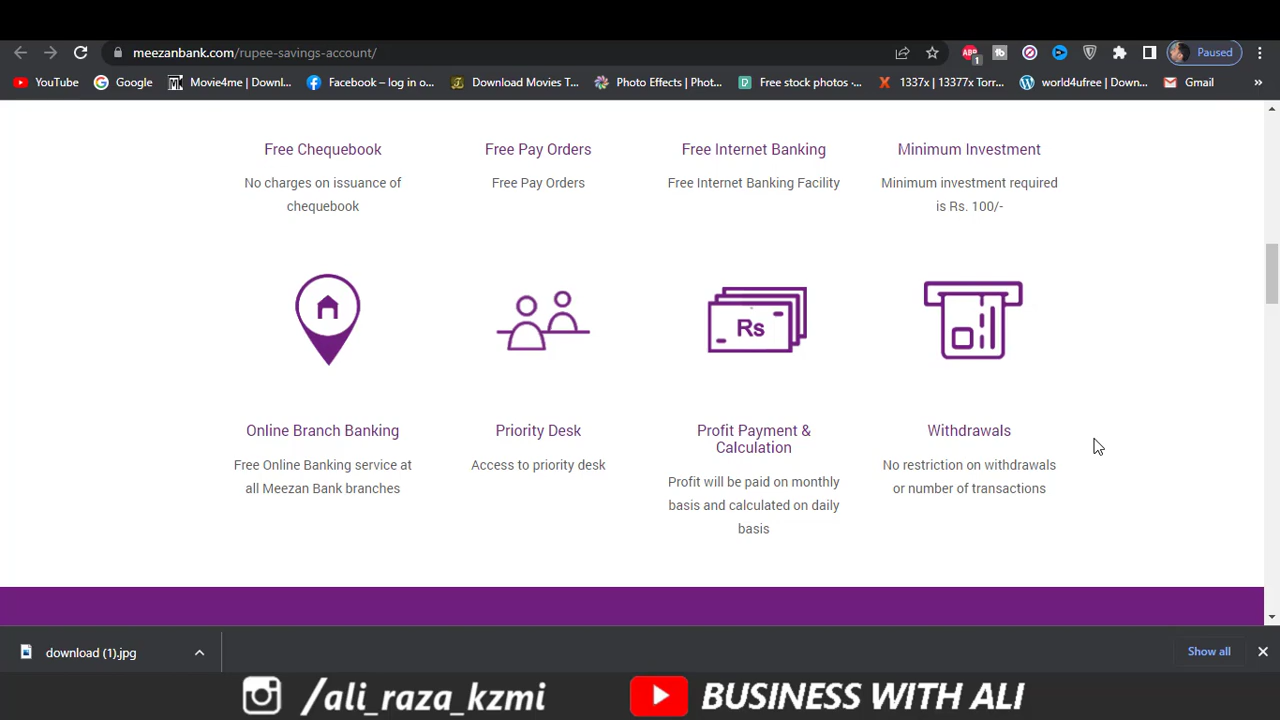 meezanbank.com/rupee-savings-account/
ABP
1
tb
Paused
YouTube
Google
Movie4me | Downl...
Facebook – log in o...
Download Movies T...
Photo Effects | Phot...
Free stock photos ·...
1337x | 13377x Torr...
world4ufree | Down...
Gmail
»
Free Chequebook
No charges on issuance of
chequebook
Free Pay Orders
Free Pay Orders
Free Internet Banking
Free Internet Banking Facility
Minimum Investment
Minimum investment required
is Rs. 100/-
Rs
Online Branch Banking
Free Online Banking service at
all Meezan Bank branches
Priority Desk
Access to priority desk
Profit Payment &
Calculation
Profit will be paid on monthly
basis and calculated on daily
basis
Withdrawals
No restriction on withdrawals
or number of transactions
download (1).jpg
Show all
/ali_raza_kzmi
BUSINESS WITH ALI